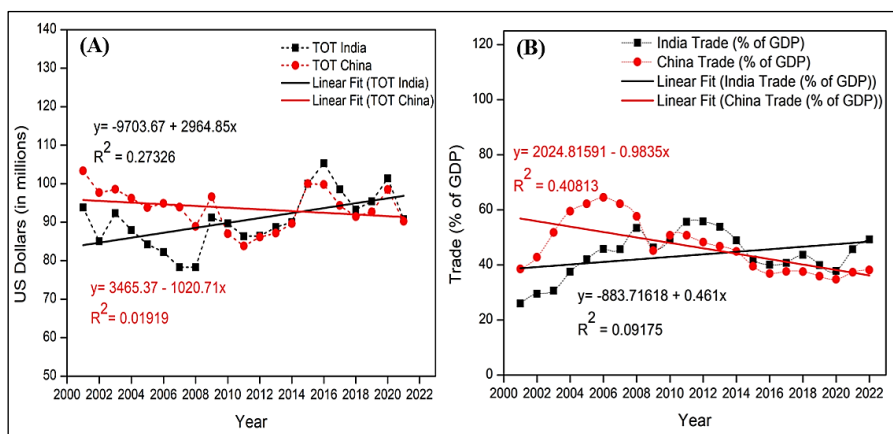 (A)
TOT India
TOT China
Linear Fit (TOT India)
Linear Fit (TOT China)
y= -9703.67 + 2964.85x
R2 = 0.27326
y= 3465.37 - 1020.71x
R2 = 0.01919
US Dollars (in millions)
140
130
120
110
100
90
80
70
60
50
2000 2002 2004 2006 2008 2010 2012 2014 2016 2018 2020 2022
Year
(B)
India Trade (% of GDP)
China Trade (% of GDP)
Linear Fit (India Trade (% of GDP))
Linear Fit (China Trade (% of GDP))
y= 2024.81591 - 0.9835x
R2 = 0.40813
y= -883.71618 + 0.461x
R2 = 0.09175
Trade (% of GDP)
120
100
80
60
40
20
0
2000 2002 2004 2006 2008 2010 2012 2014 2016 2018 2020 2022
Year